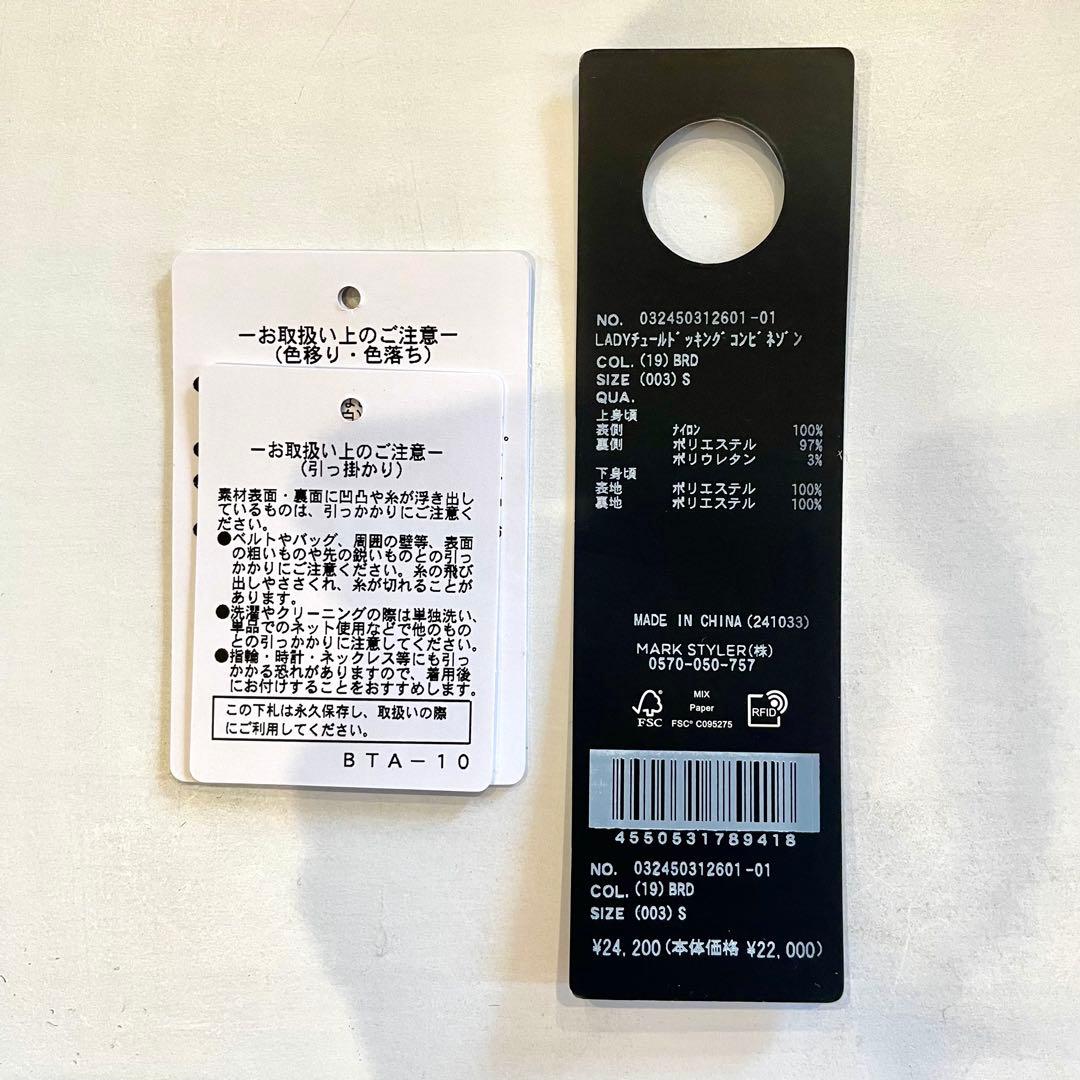 ーお取扱い上のご注意ー
(色移り・色落ち)
ーお取扱い上のご注意ー
(引っ掛かり)
素材表面・裏面に凹凸や糸が浮き出し
ているものは、引っかかりにご注意く
ださい。
●ベルトやバッグ、周囲の壁等、表面
の粗いものや先の鋭いものとの引っ
かかりにご注意ください。糸の飛び
出しやささくれ、糸が切れることが
あります。
●洗濯やクリーニングの際は単独洗い、
単品でのネット使用などで他のもの
との引っかかりに注意してください。
●指輪・時計・ネックレス等にも引っ
かかる恐れがありますので、着用後
にお付けすることをおすすめします。
この下札は永久保存し、取扱いの際
にご利用してください。
BTA-10
NO. 032450312601-01
LADYﾁｭｰﾙﾄﾞｯｷﾝｸﾞｺﾝﾋﾞﾈｿﾞﾝ
COL. (19) BRD
SIZE (003) S
QUA.
上身頃
表側 ﾅｲﾛﾝ 100%
裏側 ポリエステル 97%
ポリウレタン 3%
下身頃
表地 ポリエステル 100%
裏地 ポリエステル 100%
MADE IN CHINA (241033)
MARK STYLER(株)
0570-050-757
FSC
MIX
Paper
FSC® C095275
RFID
4550531789418
NO. 032450312601-01
COL. (19) BRD
SIZE (003) S
¥24,200(本体価格 ¥22,000)